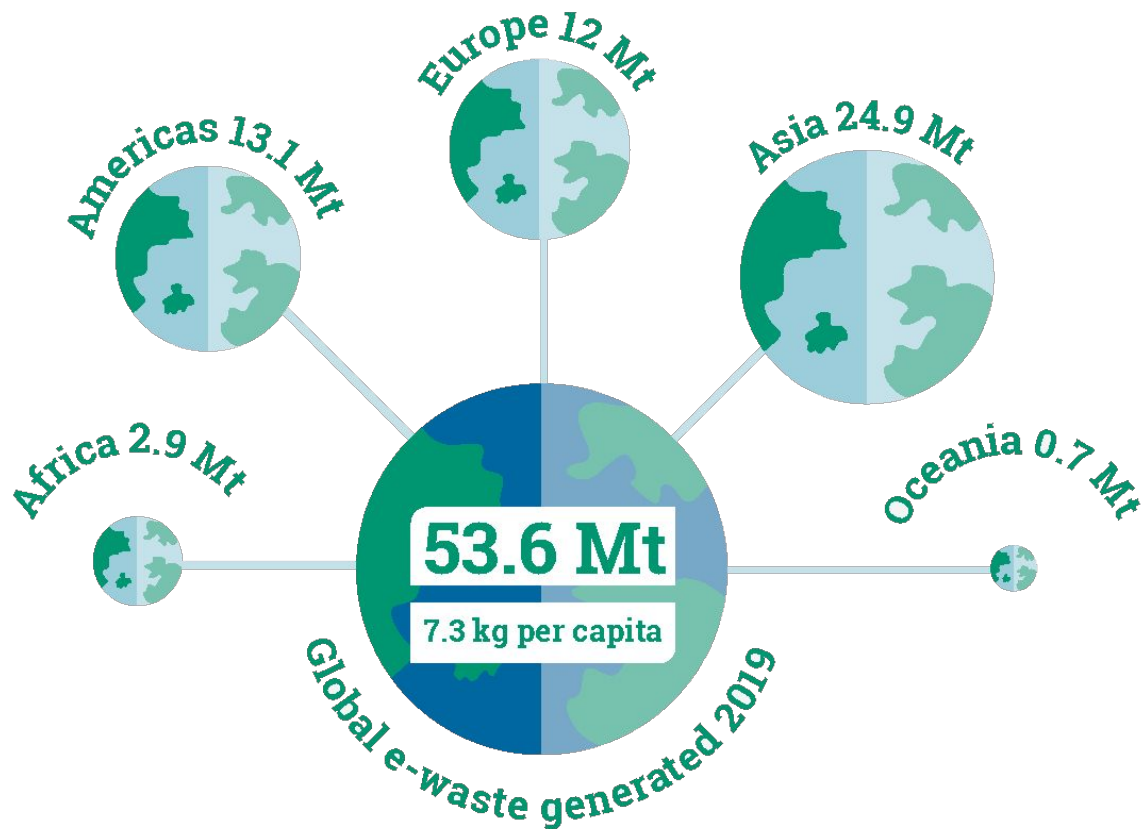 Europe 12 Mt
Americas 13.1 Mt
Asia 24.9 Mt
Africa 2.9 Mt
Oceania 0.7 Mt
53.6 Mt
7.3 kg per capita
Global e-waste generated 2019